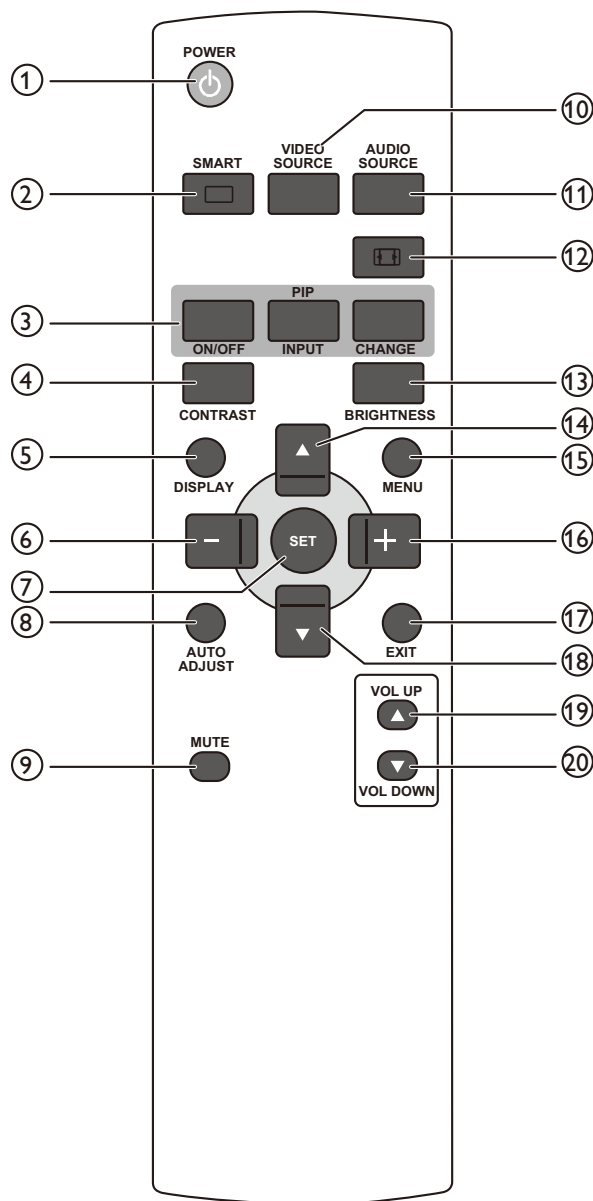 POWER
1
10
SMART
VIDEO
SOURCE
AUDIO
SOURCE
2
11
12
PIP
3
ON/OFF
INPUT
CHANGE
4
13
CONTRAST
BRIGHTNESS
14
5
15
DISPLAY
MENU
6
SET
16
7
8
17
AUTO
ADJUST
EXIT
18
VOL UP
19
MUTE
9
20
VOL DOWN